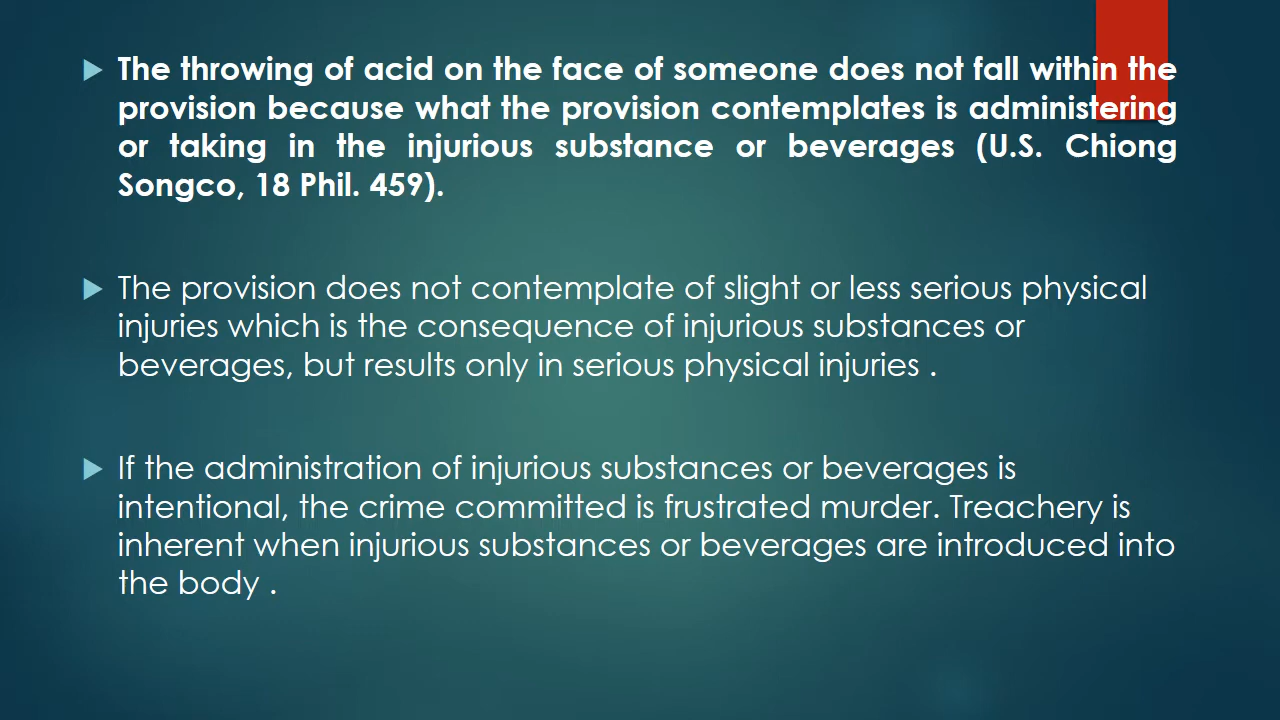 The throwing of acid on the face of someone does not fall within the
provision because what the provision contemplates is administering
or taking in the injurious substance or beverages (U.S. Chiong
Songco, 18 Phil. 459).
The provision does not contemplate of slight or less serious physical
injuries which is the consequence of injurious substances or
beverages, but results only in serious physical injuries .
If the administration of injurious substances or beverages is
intentional, the crime committed is frustrated murder. Treachery is
inherent when injurious substances or beverages are introduced into
the body .